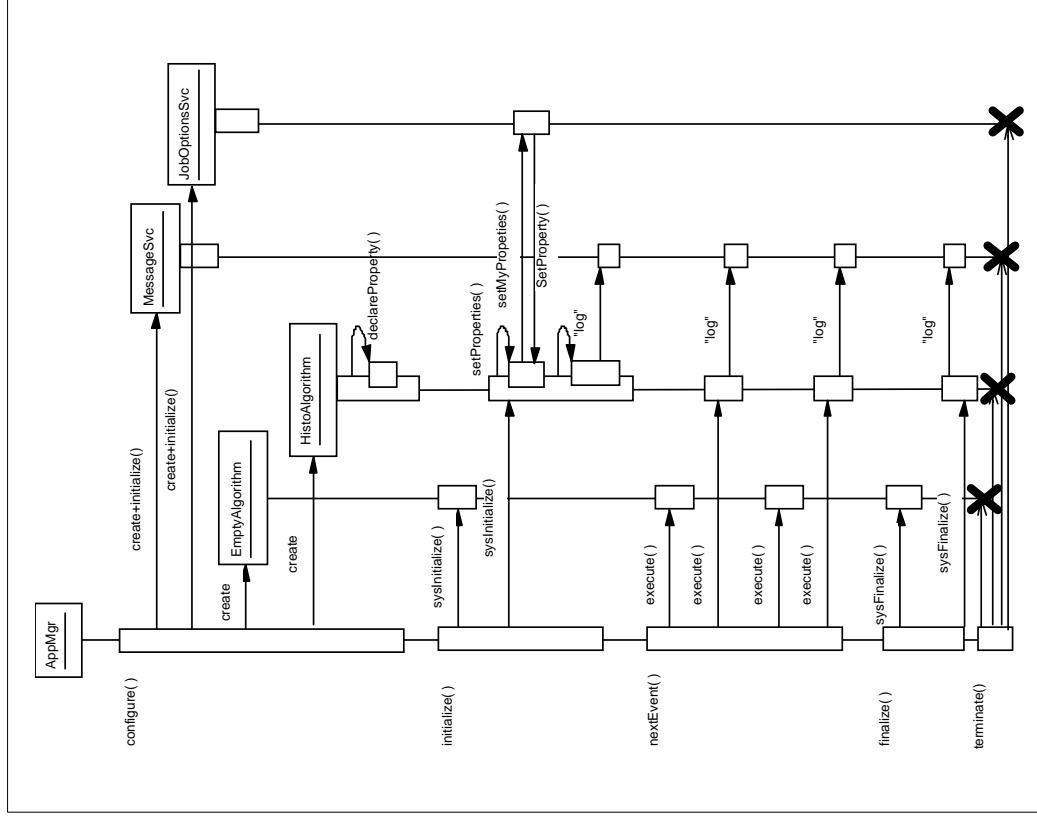 AppMgr
EmptyAlgorithm
HistoAlgorithm
MessageSvc
JobOptionsSvc
configure( )
create+initialize()
create+initialize()
create
create
declareProperty( )
initialize( )
sysInitialize( )
sysInitialize()
setProperties( )
setMyPropeties( )
SetProperty( )
"log"
nextEvent( )
execute( )
execute( )
"log"
execute( )
execute( )
"log"
finalize( )
sysFinalize( )
sysFinalize( )
"log"
terminate()